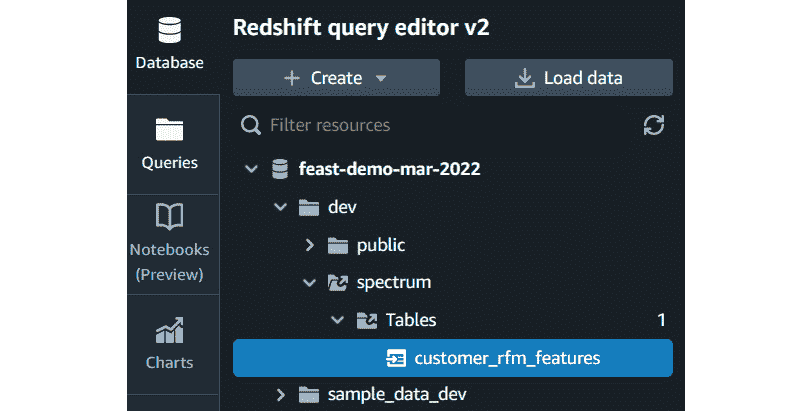 Redshift query editor v2
Database
Create
Load data
Filter resources
Queries
feast-demo-mar-2022
dev
Notebooks
(Preview)
public
spectrum
Tables 1
Charts
customer_rfm_features
sample_data_dev